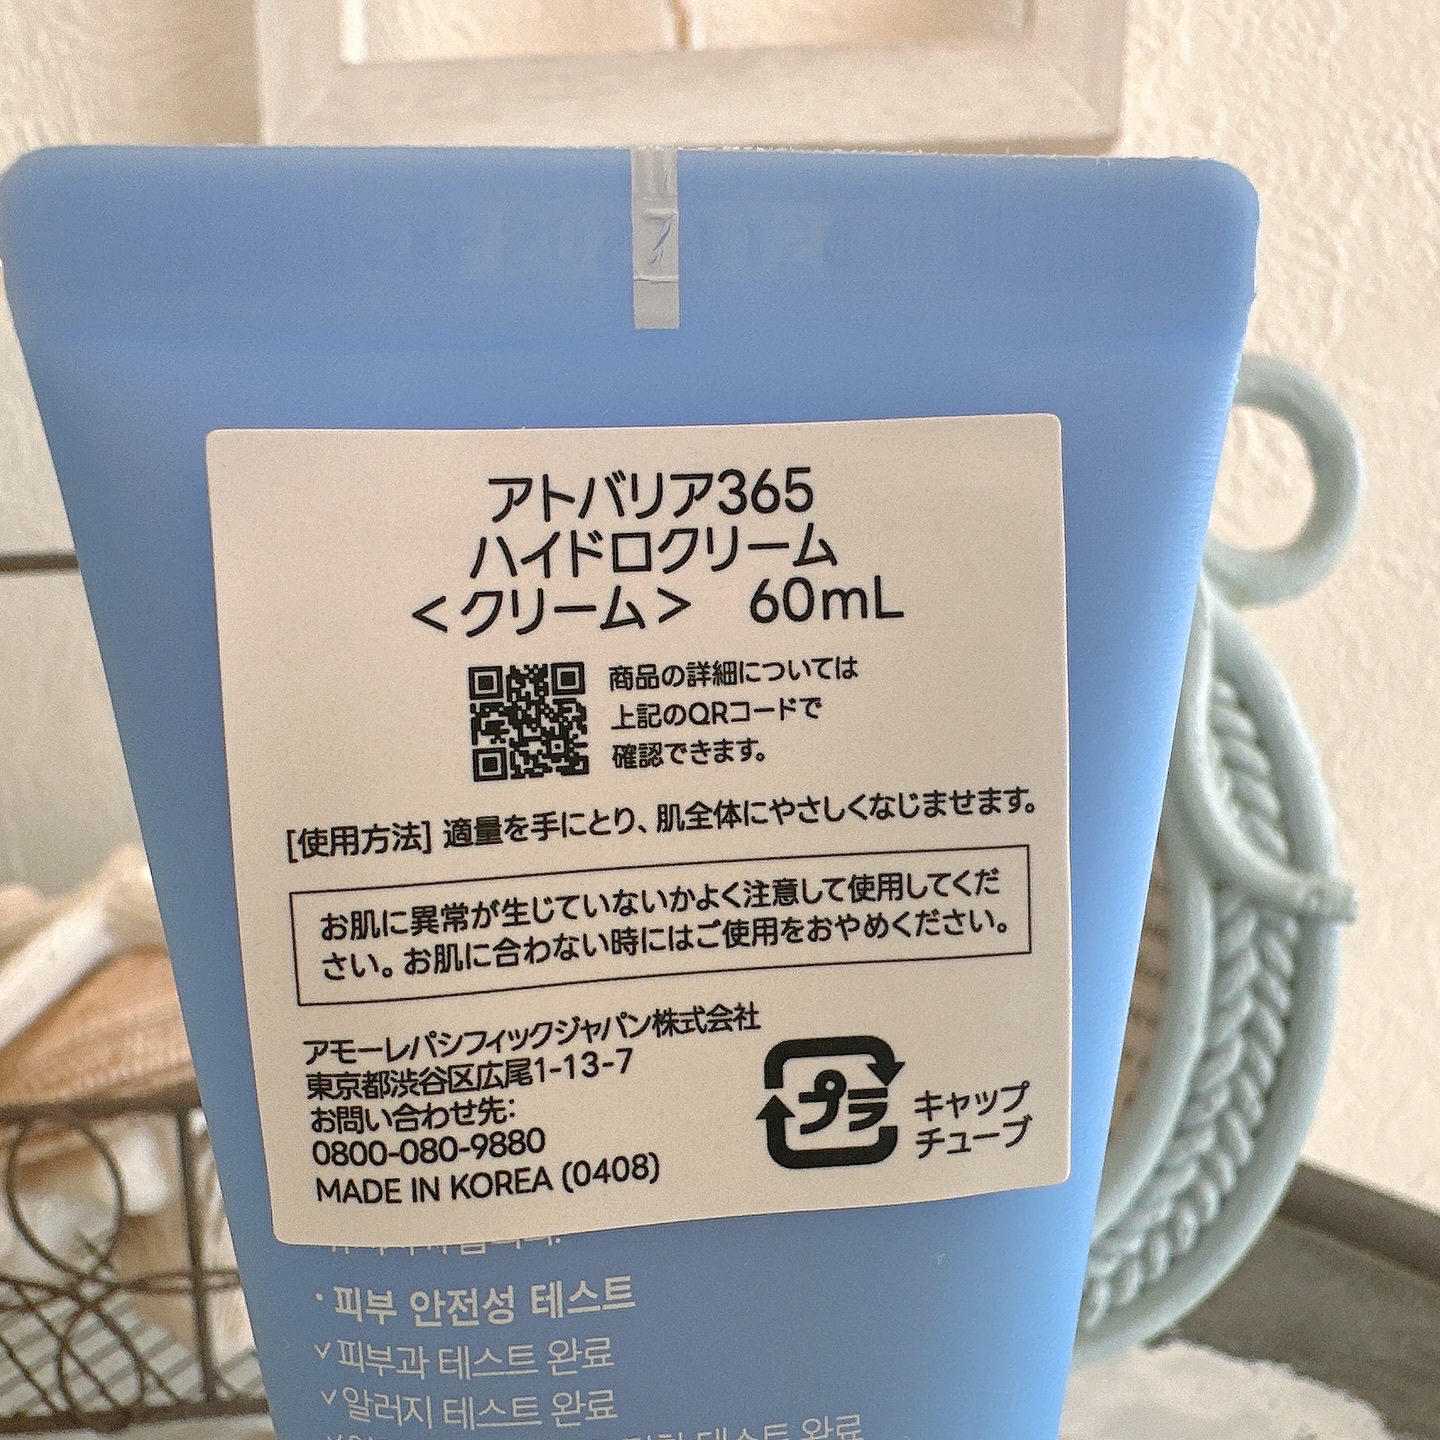 アトバリア365
ハイドロクリーム
＜クリーム＞　60mL
商品の詳細については
上記のQRコードで
確認できます。
[使用方法] 適量を手にとり、肌全体にやさしくなじませます。
お肌に異常が生じていないかよく注意して使用してくだ
さい。お肌に合わない時にはご使用をおやめください。
アモーレパシフィックジャパン株式会社
東京都渋谷区広尾1-13-7
お問い合わせ先：
0800-080-9880
MADE IN KOREA (0408)
プラ
キャップ
チューブ
·피부 안전성 테스트
✓피부과 테스트 완료
✓알러지 테스트 완료
테스트 완료